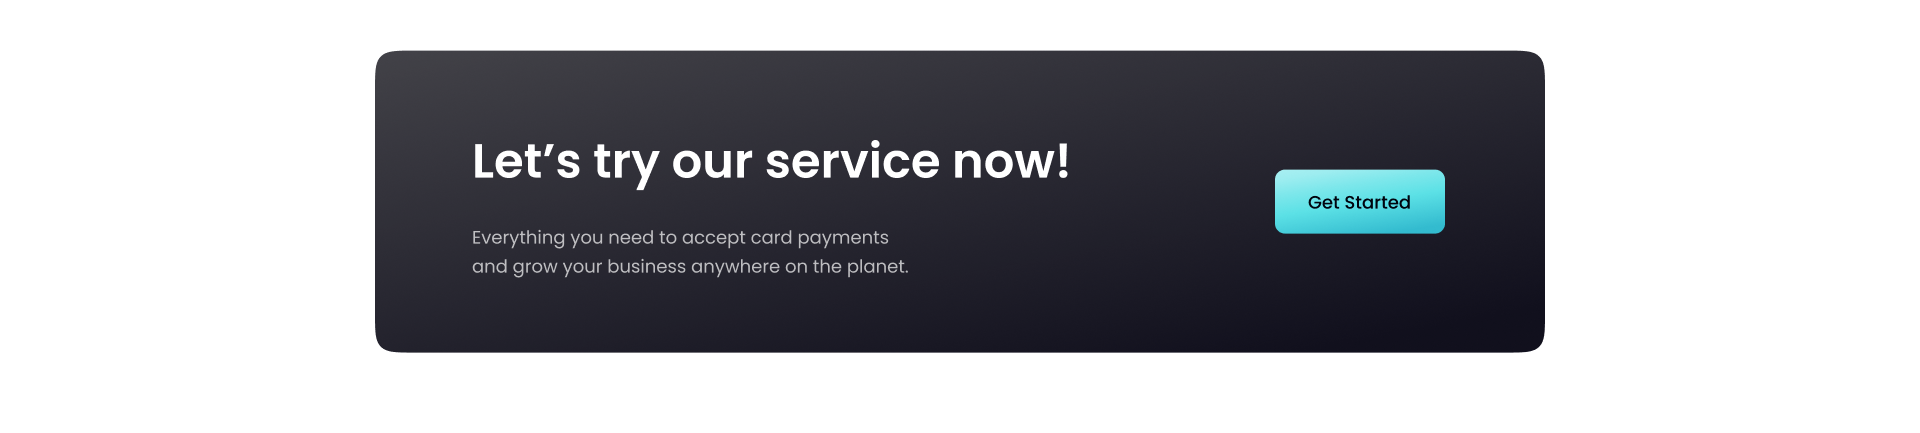 Let’s try our service now!
Everything you need to accept card payments
and grow your business anywhere on the planet.
Get Started